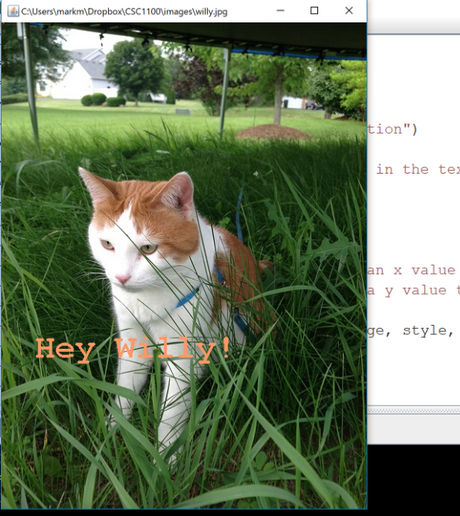 C:\Users\markm\Dropbox\CSC1100\images\willy.jpg
tion")
in the tex
an x value
a y value t
ge, style,
Hey Willy!